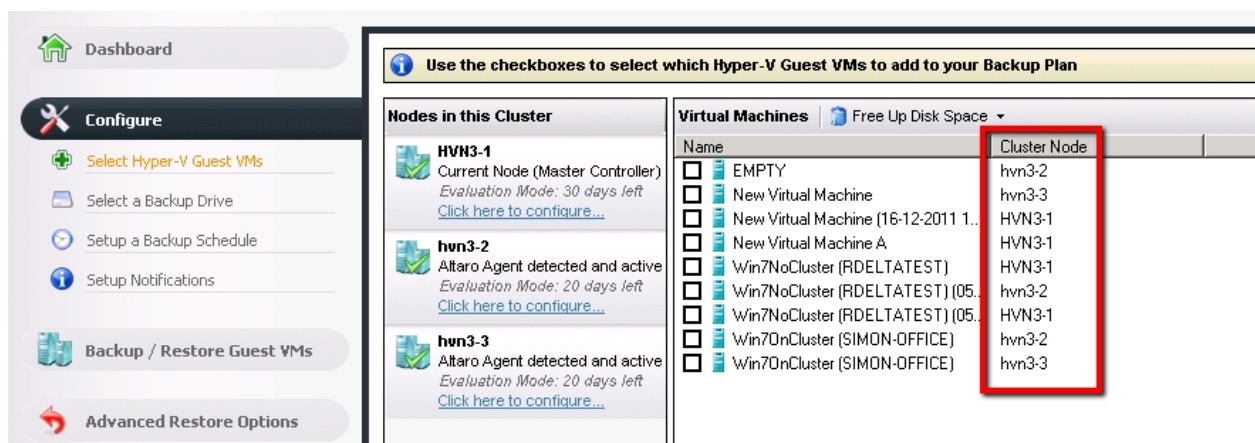 Dashboard
Configure
Select Hyper-V Guest VMs
Select a Backup Drive
Setup a Backup Schedule
Setup Notifications
Backup / Restore Guest VMs
Advanced Restore Options
Use the checkboxes to select which Hyper-V Guest VMs to add to your Backup Plan
Nodes in this Cluster
HVN3-1
Current Node (Master Controller)
Evaluation Mode: 30 days left
Click here to configure...
hvn3-2
Altaro Agent detected and active
Evaluation Mode: 20 days left
Click here to configure...
hvn3-3
Altaro Agent detected and active
Evaluation Mode: 20 days left
Click here to configure...
Virtual Machines Free Up Disk Space
Name Cluster Node
EMPTY hvn3-2
New Virtual Machine hvn3-3
New Virtual Machine (16-12-2011 1... HVN3-1
New Virtual Machine A HVN3-1
Win7NoCluster (RDELTATEST) HVN3-1
Win7NoCluster (RDELTATEST) (05... hvn3-2
Win7NoCluster (RDELTATEST) (05... HVN3-1
Win7OnCluster (SIMON-OFFICE) hvn3-2
Win7OnCluster (SIMON-OFFICE) hvn3-3